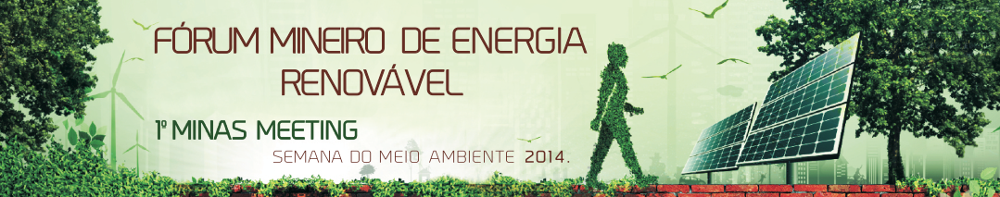 FÓRUM MINEIRO DE ENERGIA
RENOVÁVEL
1º MINAS MEETING
SEMANA DO MEIO AMBIENTE 2014.